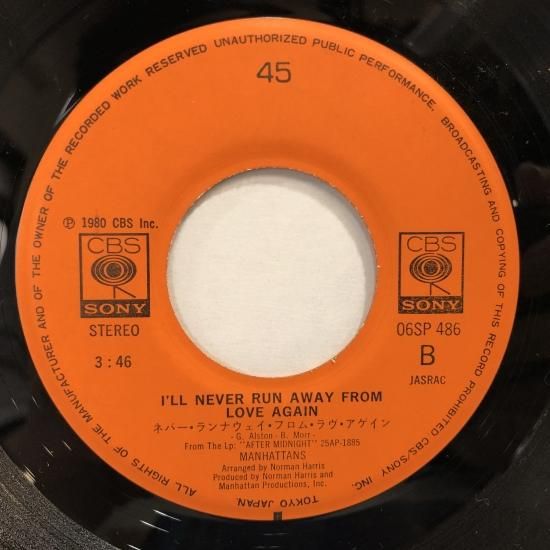 ALL RIGHTS OF THE MANUFACTURER AND OF THE OWNER OF THE RECORDED WORK RESERVED UNAUTHORIZED PUBLIC PERFORMANCE, BROADCASTING AND COPYING OF THIS RECORD PROHIBITED CBS/SONY INC.
TOKYO JAPAN.
45
℗ 1980 CBS Inc.
CBS
SONY
STEREO
3:46
CBS
SONY
06SP 486
B
JASRAC
I'LL NEVER RUN AWAY FROM
LOVE AGAIN
ネバー・ランナウェイ・フロム・ラヴ・アゲイン
- G. Alston - B. Morr -
From The Lp: "AFTER MIDNIGHT" 25AP-1885
MANHATTANS
Arranged by Norman Harris
Produced by Norman Harris and
Manhattan Productions, Inc.